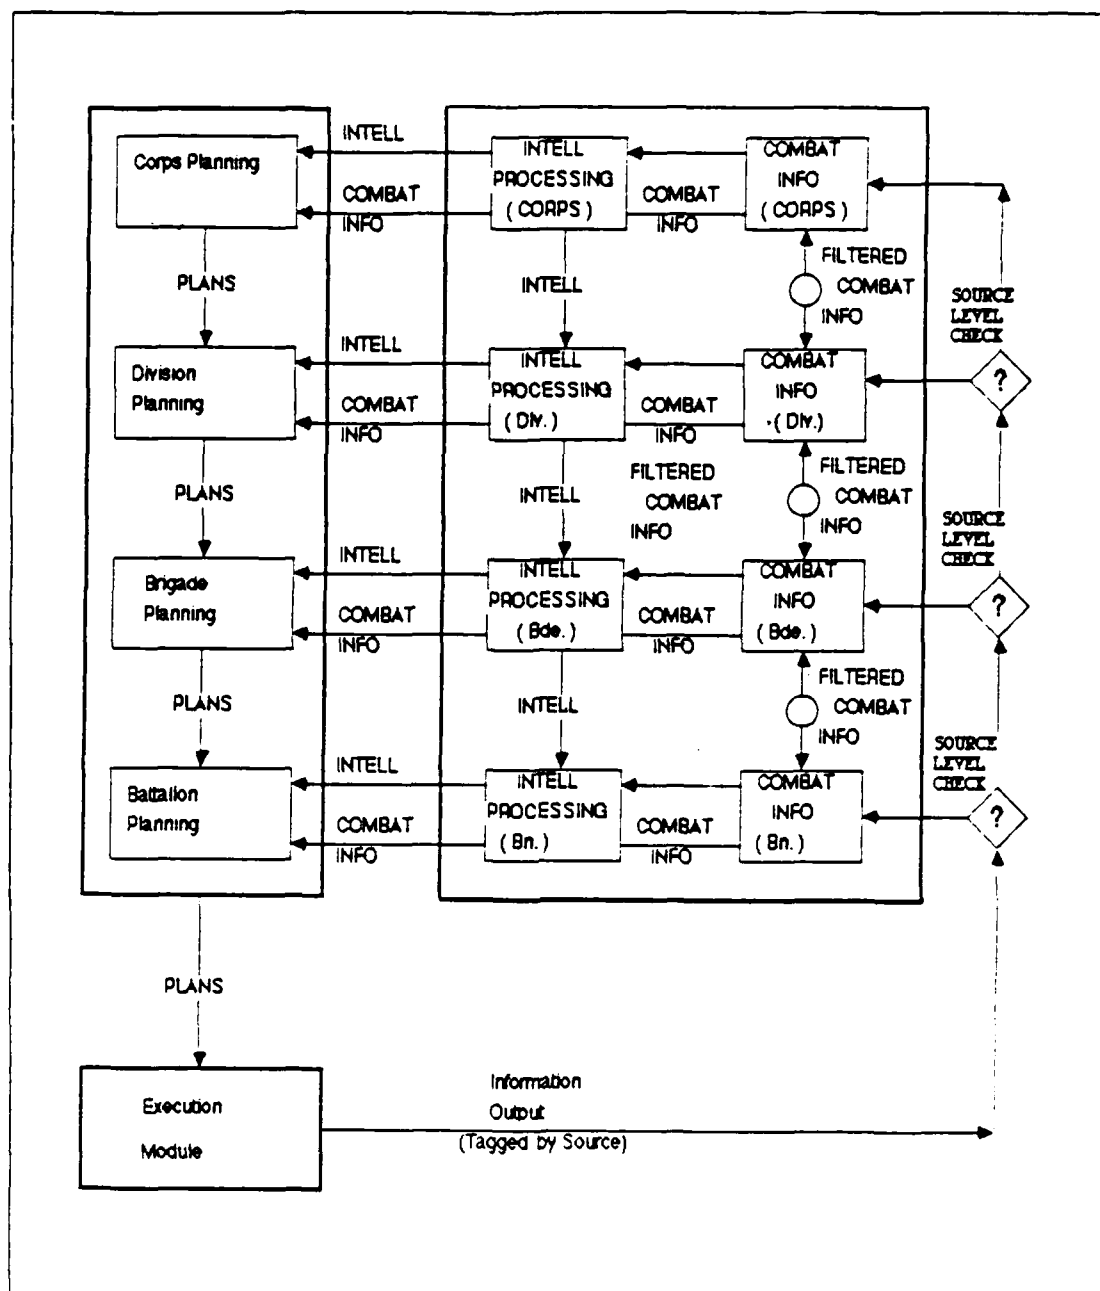 INTELL
Corps Planning
INTELL
PROCESSING
( CORPS )
COMBAT
INFO
( CORPS )
COMBAT
INFO
COMBAT
INFO
PLANS
INTELL
FILTERED
COMBAT
INFO
SOURCE
LEVEL
CHECK
INTELL
Division
Planning
INTELL
PROCESSING
( Div. )
COMBAT
INFO
( Div. )
?
COMBAT
INFO
COMBAT
INFO
PLANS
INTELL
FILTERED
COMBAT
INFO
FILTERED
COMBAT
INFO
SOURCE
LEVEL
CHECK
INTELL
Brigade
Planning
INTELL
PROCESSING
( Bde. )
COMBAT
INFO
( Bde. )
?
COMBAT
INFO
COMBAT
INFO
PLANS
INTELL
FILTERED
COMBAT
INFO
SOURCE
LEVEL
CHECK
INTELL
Battalion
Planning
INTELL
PROCESSING
( Bn. )
COMBAT
INFO
( Bn. )
?
COMBAT
INFO
COMBAT
INFO
PLANS
Execution
Module
Information
Output
(Tagged by Source)